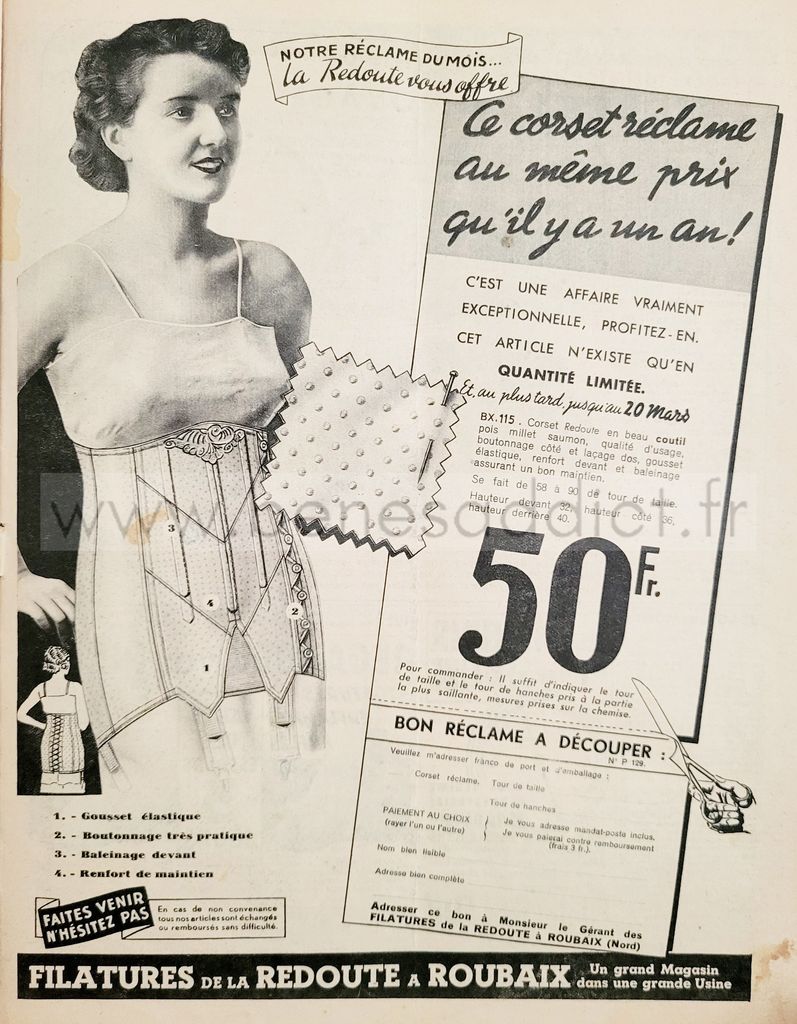 NOTRE RÉCLAME DU MOIS...
La Redoute vous offre
Ce corset réclame
au même prix
qu'il y a un an!
C'EST UNE AFFAIRE VRAIMENT
EXCEPTIONNELLE, PROFITEZ-EN.
CET ARTICLE N'EXISTE QU'EN
QUANTITÉ LIMITÉE.
Et, au plus tard, jusqu'au 20 Mars
BX.115. Corset Redoute en beau coutil
pois millet saumon, qualité d'usage,
boutonnage côté et laçage dos, gousset
élastique, renfort devant et baleinage
assurant un bon maintien.
Se fait de 58 à 90 de tour de taille.
Hauteur devant 32, hauteur côté 36,
hauteur derrière 40.
50 Fr.
Pour commander : Il suffit d'indiquer le tour
de taille et le tour de hanches pris à la partie
la plus saillante, mesures prises sur la chemise.
BON RÉCLAME A DÉCOUPER :
N° P 129.
Veuillez m'adresser franco de port et d'emballage :
Corset réclame. Tour de taille
Tour de hanches
PAIEMENT AU CHOIX
(rayer l'un ou l'autre)
Je vous adresse mandat-poste inclus.
Je vous paierai contre remboursement
(frais 3 fr.).
Nom bien lisible
Adresse bien complète
Adresser ce bon à Monsieur le Gérant des
FILATURES de la REDOUTE à ROUBAIX (Nord)
3
4
2
1
1. - Gousset élastique
2. - Boutonnage très pratique
3. - Baleinage devant
4. - Renfort de maintien
FAITES VENIR
N'HÉSITEZ PAS
En cas de non convenance
tous nos articles sont échangés
ou remboursés sans difficulté.
FILATURES DE LA REDOUTE A ROUBAIX
Un grand Magasin
dans une grande Usine